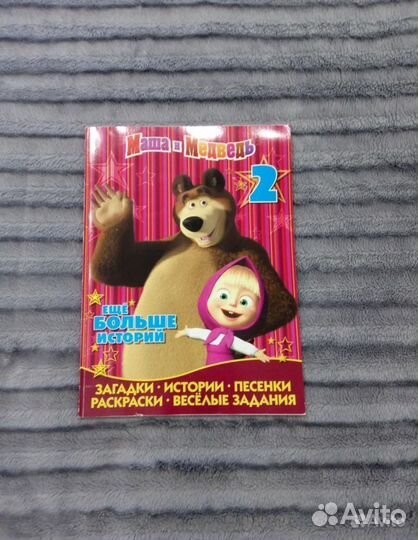 Маша и Медведь
2
ЕЩЁ
БОЛЬШЕ
ИСТОРИЙ
ЗАГАДКИ • ИСТОРИИ • ПЕСЕНКИ
РАСКРАСКИ • ВЕСЁЛЫЕ ЗАДАНИЯ
Avito